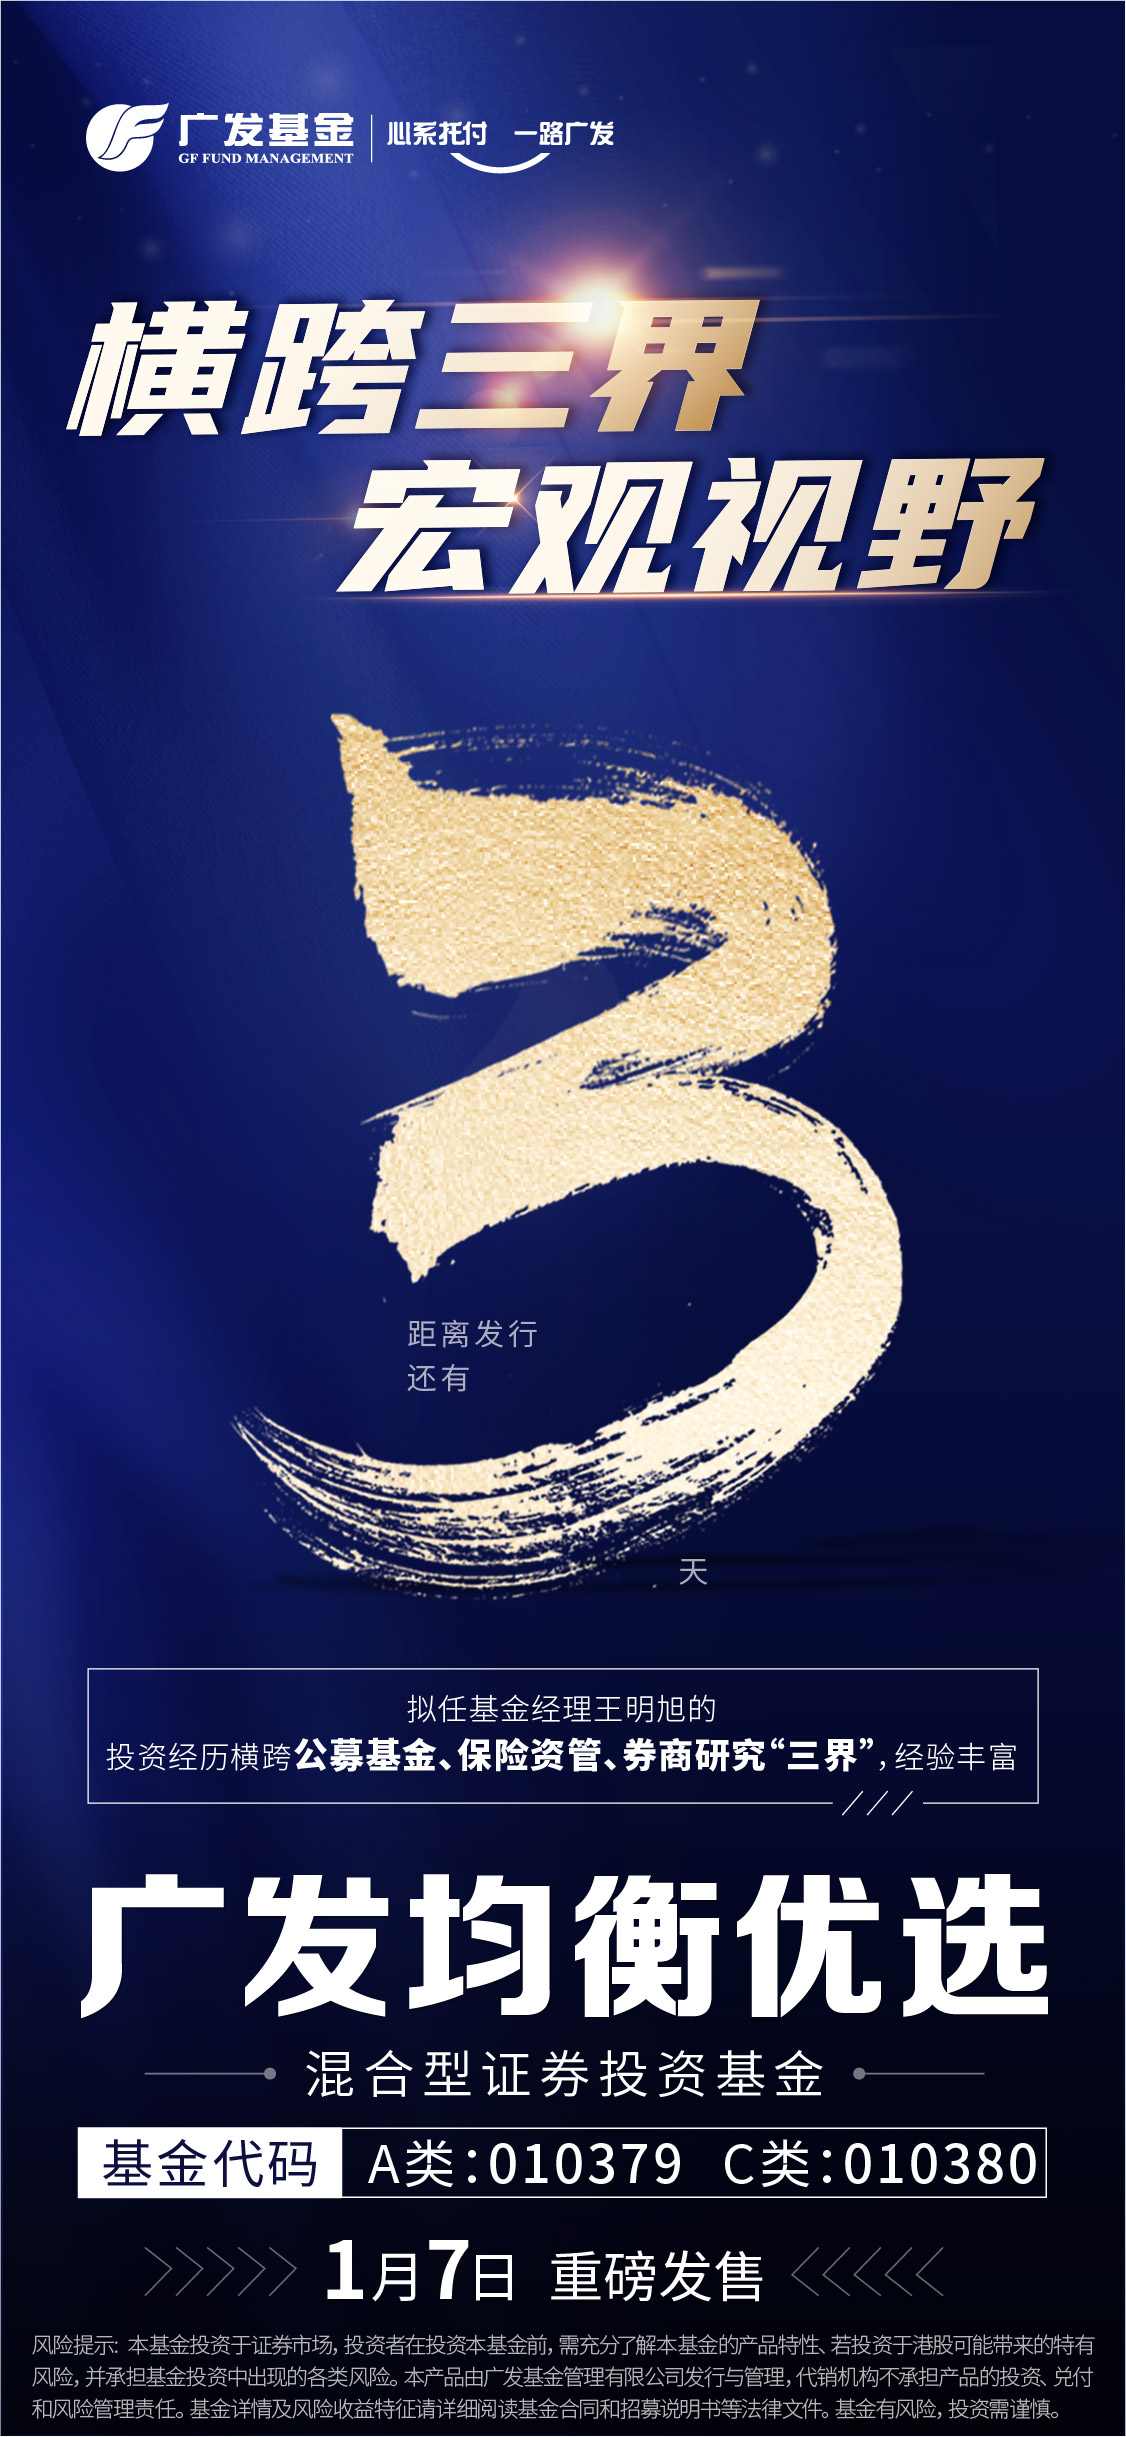 广发基金
GF FUND MANAGEMENT
心系托付 一路广发
横跨三界
宏观视野
3
距离发行
还有
天
拟任基金经理王明旭的
投资经历横跨公募基金、保险资管、券商研究“三界”，经验丰富
广发均衡优选
混合型证券投资基金
基金代码 A类：010379 C类：010380
1月7日 重磅发售
风险提示: 本基金投资于证券市场, 投资者在投资本基金前, 需充分了解本基金的产品特性、若投资于港股可能带来的特有
风险, 并承担基金投资中出现的各类风险。本产品由广发基金管理有限公司发行与管理, 代销机构不承担产品的投资、兑付
和风险管理责任。基金详情及风险收益特征请详细阅读基金合同和招募说明书等法律文件。基金有风险, 投资需谨慎。